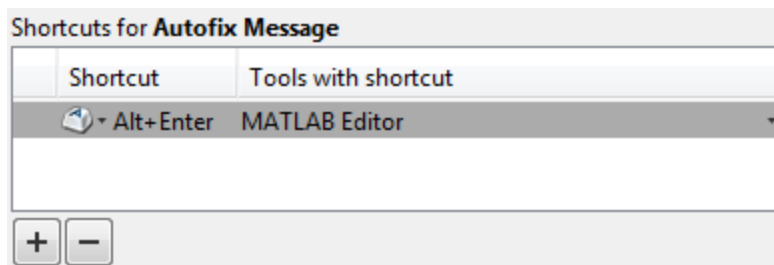 Shortcuts for Autofix Message
Shortcut Tools with shortcut
Alt+Enter MATLAB Editor